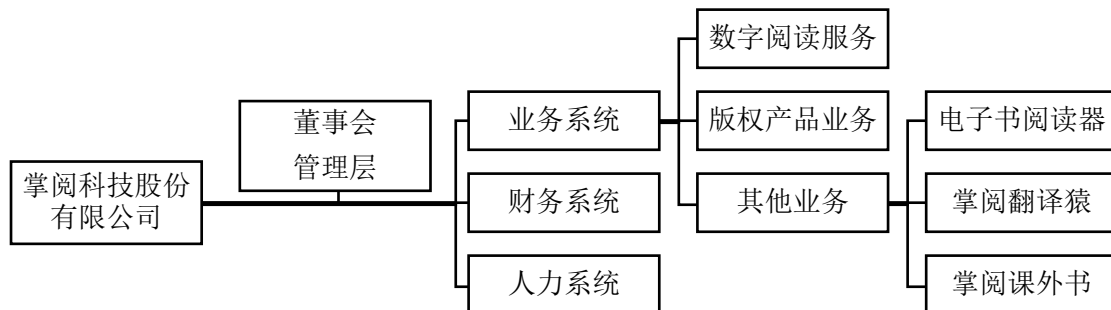 掌阅科技股份
有限公司
董事会
管理层
业务系统
财务系统
人力系统
数字阅读服务
版权产品业务
其他业务
电子书阅读器
掌阅翻译猿
掌阅课外书